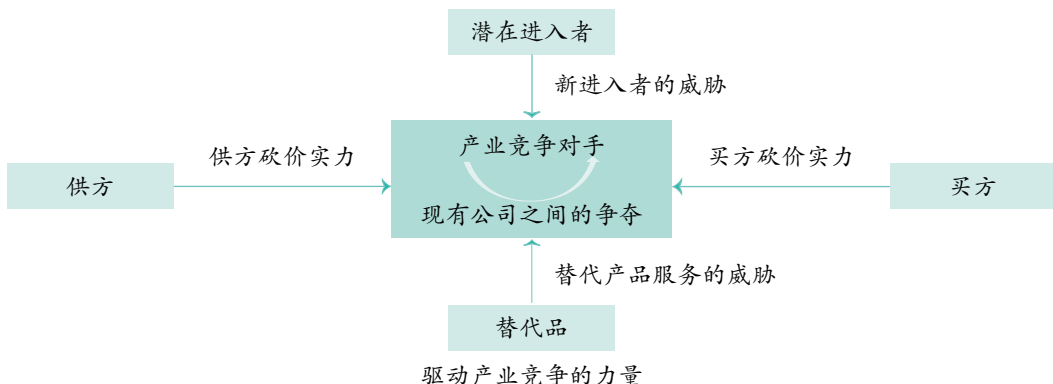 潜在进入者
新进入者的威胁
产业竞争对手
供方砍价实力
买方砍价实力
供方
买方
现有公司之间的争夺
替代产品服务的威胁
替代品
驱动产业竞争的力量